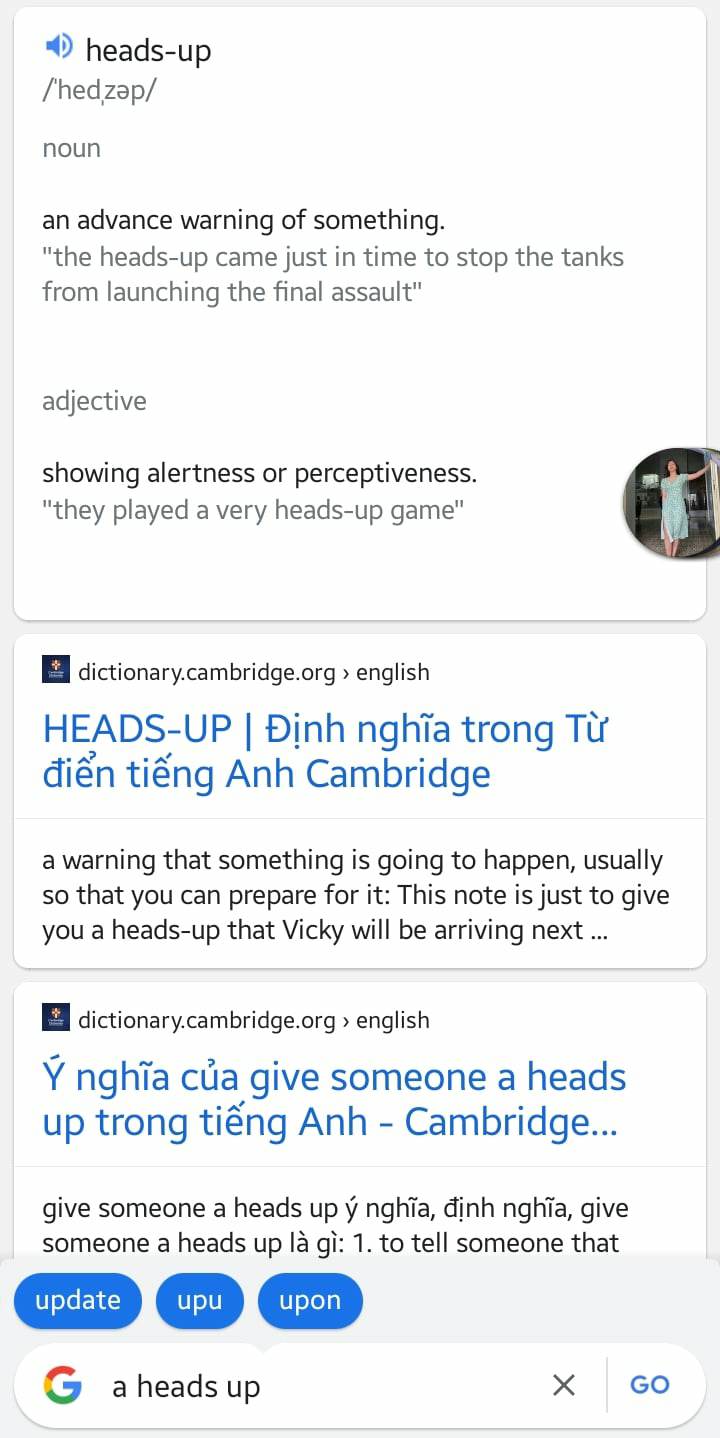 heads-up
/ˈhedˌzəp/
noun
an advance warning of something.
"the heads-up came just in time to stop the tanks
from launching the final assault"
adjective
showing alertness or perceptiveness.
"they played a very heads-up game"
dictionary.cambridge.org › english
HEADS-UP | Định nghĩa trong Từ
điển tiếng Anh Cambridge
a warning that something is going to happen, usually
so that you can prepare for it: This note is just to give
you a heads-up that Vicky will be arriving next ...
dictionary.cambridge.org › english
Ý nghĩa của give someone a heads
up trong tiếng Anh - Cambridge...
give someone a heads up ý nghĩa, định nghĩa, give
someone a heads up là gì: 1. to tell someone that
update upu upon
a heads up GO